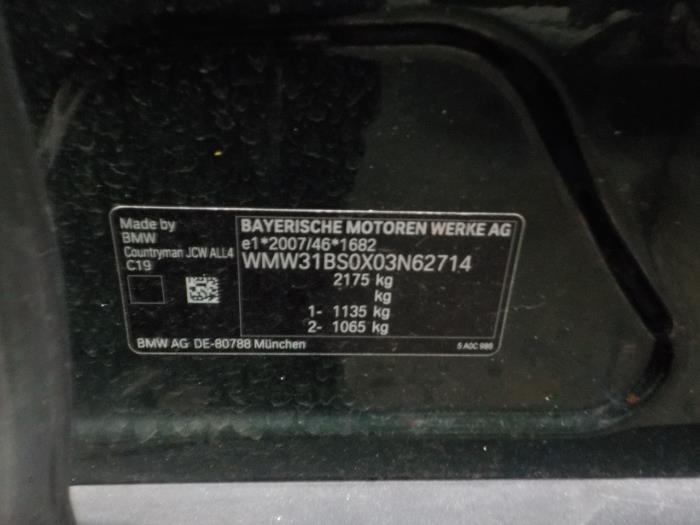 Made by
BMW
Countryman JCW ALL4
C19
BAYERISCHE MOTOREN WERKE AG
e1*2007/46*1682
WMW31BS0X03N62714
2175 kg
kg
1- 1135 kg
2- 1065 kg
BMW AG DE-80788 München
5 A0C 980